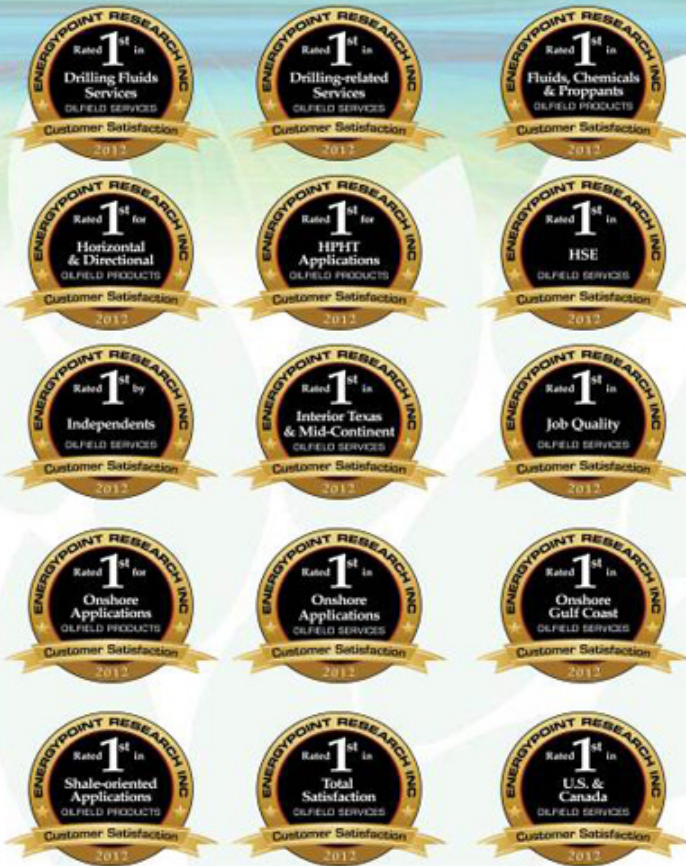 ENERGYPOINT RESEARCH INC
Rated 1st in
Drilling Fluids
Services
OILFIELD SERVICES
Customer Satisfaction
2012
ENERGYPOINT RESEARCH INC
Rated 1st in
Drilling-related
Services
OILFIELD SERVICES
Customer Satisfaction
2012
ENERGYPOINT RESEARCH INC
Rated 1st in
Fluids, Chemicals
& Proppants
OILFIELD PRODUCTS
Customer Satisfaction
2012
ENERGYPOINT RESEARCH INC
Rated 1st for
Horizontal
& Directional
OILFIELD PRODUCTS
Customer Satisfaction
2012
ENERGYPOINT RESEARCH INC
Rated 1st for
HPHT
Applications
OILFIELD PRODUCTS
Customer Satisfaction
2012
ENERGYPOINT RESEARCH INC
Rated 1st in
HSE
OILFIELD SERVICES
Customer Satisfaction
2012
ENERGYPOINT RESEARCH INC
Rated 1st by
Independents
OILFIELD SERVICES
Customer Satisfaction
2012
ENERGYPOINT RESEARCH INC
Rated 1st in
Interior Texas
& Mid-Continent
OILFIELD SERVICES
Customer Satisfaction
2012
ENERGYPOINT RESEARCH INC
Rated 1st in
Job Quality
OILFIELD SERVICES
Customer Satisfaction
2012
ENERGYPOINT RESEARCH INC
Rated 1st for
Onshore
Applications
OILFIELD PRODUCTS
Customer Satisfaction
2012
ENERGYPOINT RESEARCH INC
Rated 1st in
Onshore
Applications
OILFIELD SERVICES
Customer Satisfaction
2012
ENERGYPOINT RESEARCH INC
Rated 1st in
Onshore
Gulf Coast
OILFIELD SERVICES
Customer Satisfaction
2012
ENERGYPOINT RESEARCH INC
Rated 1st in
Shale-oriented
Applications
OILFIELD PRODUCTS
Customer Satisfaction
2012
ENERGYPOINT RESEARCH INC
Rated 1st in
Total
Satisfaction
OILFIELD SERVICES
Customer Satisfaction
2012
ENERGYPOINT RESEARCH INC
Rated 1st in
U.S. &
Canada
OILFIELD SERVICES
Customer Satisfaction
2012